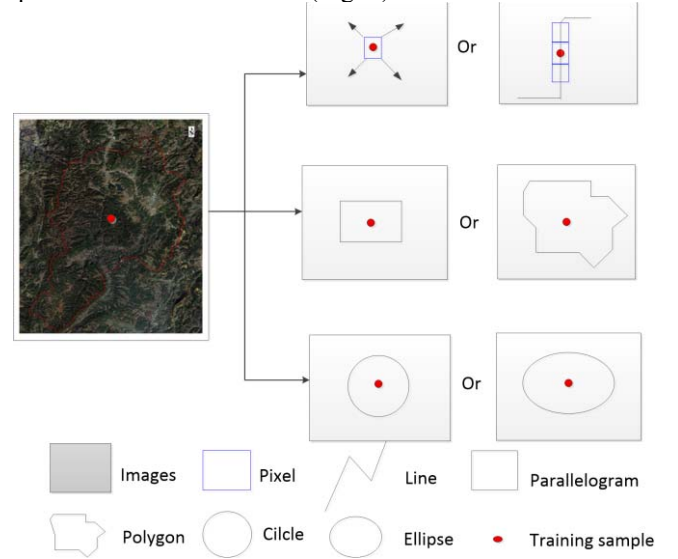 Or
Or
Or
Images
Pixel
Line
Parallelogram
Polygon
Cilcle
Ellipse
Training sample